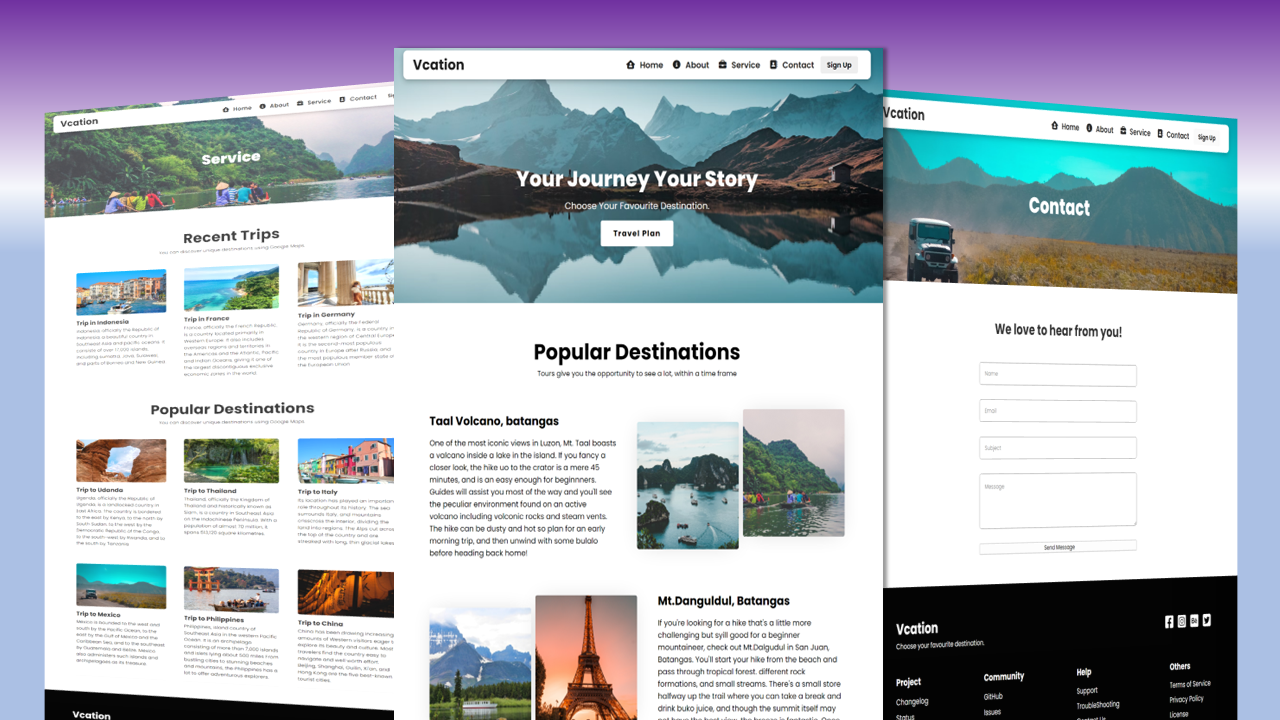 Vcation
Home
About
Service
Contact
Service
Recent Trips
You can discover unique destinations using Google Maps.
Trip in Indonesia
Indonesia, officially the Republic of
Indonesia a beautiful country in
Southeast Asia and pacific oceans. It
consists of over 17,000 islands,
including sumatra, java, Sulawesi,
and parts of Borneo and New Guinea
Trip in France
France, officially the French Republic,
is a country located primarily in
Western Europe. It also includes
overseas regions and territories in
the Americas and the Atlantic, Pacific
and Indian Oceans, giving it one of
the largest discontiguous exclusive
economic zones in the world.
Trip in Germany
Germany, officially the Federal
Republic of Germany, is a country in
the western region of Central Europe
It is the second-most populous
country in Europe after Russia, and
the most populous member state of
the European Union
Popular Destinations
You can discover unique destinations using Google Maps.
Trip to Udanda
Uganda, officially the Republic of
Uganda, is a landlocked country in
East Africa. The country is bordered
to the east by Kenya, to the north by
South Sudan, to the west by the
Democratic Republic of the Congo,
to the south-west by Rwanda, and to
the south by Tanzania
Trip to Thailand
Thailand, officially the Kingdom of
Thailand and historically known as
Siam, is a country in Southeast Asia
on the Indochinese Peninsula. With a
population of almost 70 million, it
spans 513,120 square kilometres.
Trip to Italy
Its location has played an important
role throughout its history. The sea
surrounds Italy, and mountains
crisscross the interior, dividing the
land into regions. The Alps cut across
the top of the country and are
streaked with long, thin glacial lakes
Trip to Mexico
Mexico is bounded to the west and
south by the Pacific Ocean, to the
east by the Gulf of Mexico and the
Caribbean Sea, and to the southeast
by Guatemala and Belize. Mexico
also administers such islands and
archipelagoes as its treasure.
Trip to Philippines
Philippines, island country of
Southeast Asia in the western Pacific
Ocean. It is an archipelago
consisting of more than 7,000 islands
and islets lying about 500 miles from
bustling cities to stunning beaches
and mountains, the Philippines has a
lot to offer adventurous explorers.
Trip to China
China has been drawing increasing
amounts of Western visitors eager to
explore its beauty and culture. Most
travelers find the country easy to
navigate and well worth effort.
Beijing, Shanghai, Guilin, Xi'an, and
Hong Kong are the five best-known
tourist cities.
Vcation
Vcation
Home
About
Service
Contact
Sign Up
Your Journey Your Story
Choose Your Favourite Destination.
Travel Plan
Popular Destinations
Tours give you the opportunity to see a lot, within a time frame
Taal Volcano, batangas
One of the most iconic views in Luzon, Mt. Taal boasts
a volcano inside a lake in the island. If you fancy a
closer look, the hike uo to the crator is a mere 45
minutes, and is an easy enough for beginnners.
Guides will assist you most of the way and you'll see
the peculier environment found on an active
volcano including volcanic rocks and steam vents.
The hike can be dusty and hot so plan for an early
morning trip, and then unwind with some bulalo
before heading back home!
Mt.Danguldul, Batangas
If you're looking for a hike that's a little more
challenging but syill good for a beginner
mountaineer, check out Mt.Dalgudul in San Juan,
Batangas. You'll start your hike from the beach and
pass through tropical forest. different rock
formations, and small streams. There's a small store
halfway up the trail where you can take a break and
drink buko juice, and though the summit itself may
not have the best view, the breeze is fantastic. Once
Vcation
Home
About
Service
Contact
Sign Up
Contact
We love to hear from you!
Name
Email
Subject
Message
Send Message
Vcation
Choose your favourite destination.
Project
Changelog
Status
Community
GitHub
Issues
Help
Support
TroubleShooting
Contact Us
Others
Terms of Service
Privacy Policy
License